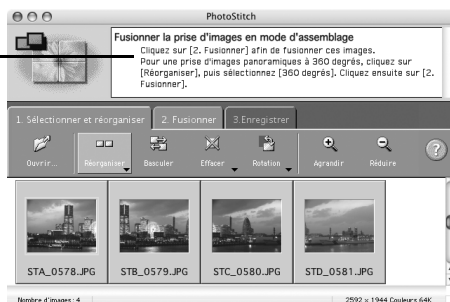 PhotoStitch
Fusionner la prise d'images en mode d'assemblage
Cliquez sur [2. Fusionner] afin de fusionner ces images.
Pour une prise d'images panoramiques à 360 degrés, cliquez sur
[Réorganiser], puis sélectionnez [360 degrés]. Cliquez ensuite sur [2.
Fusionner].
1. Sélectionner et réorganiser 2. Fusionner 3.Enregistrer
Ouvrir... Réorganiser Basculer Effacer Rotation Agrandir Réduire ?
STA_0578.JPG STB_0579.JPG STC_0580.JPG STD_0581.JPG
Nombre d'images: 4 2592 x 1944 Couleurs 64K